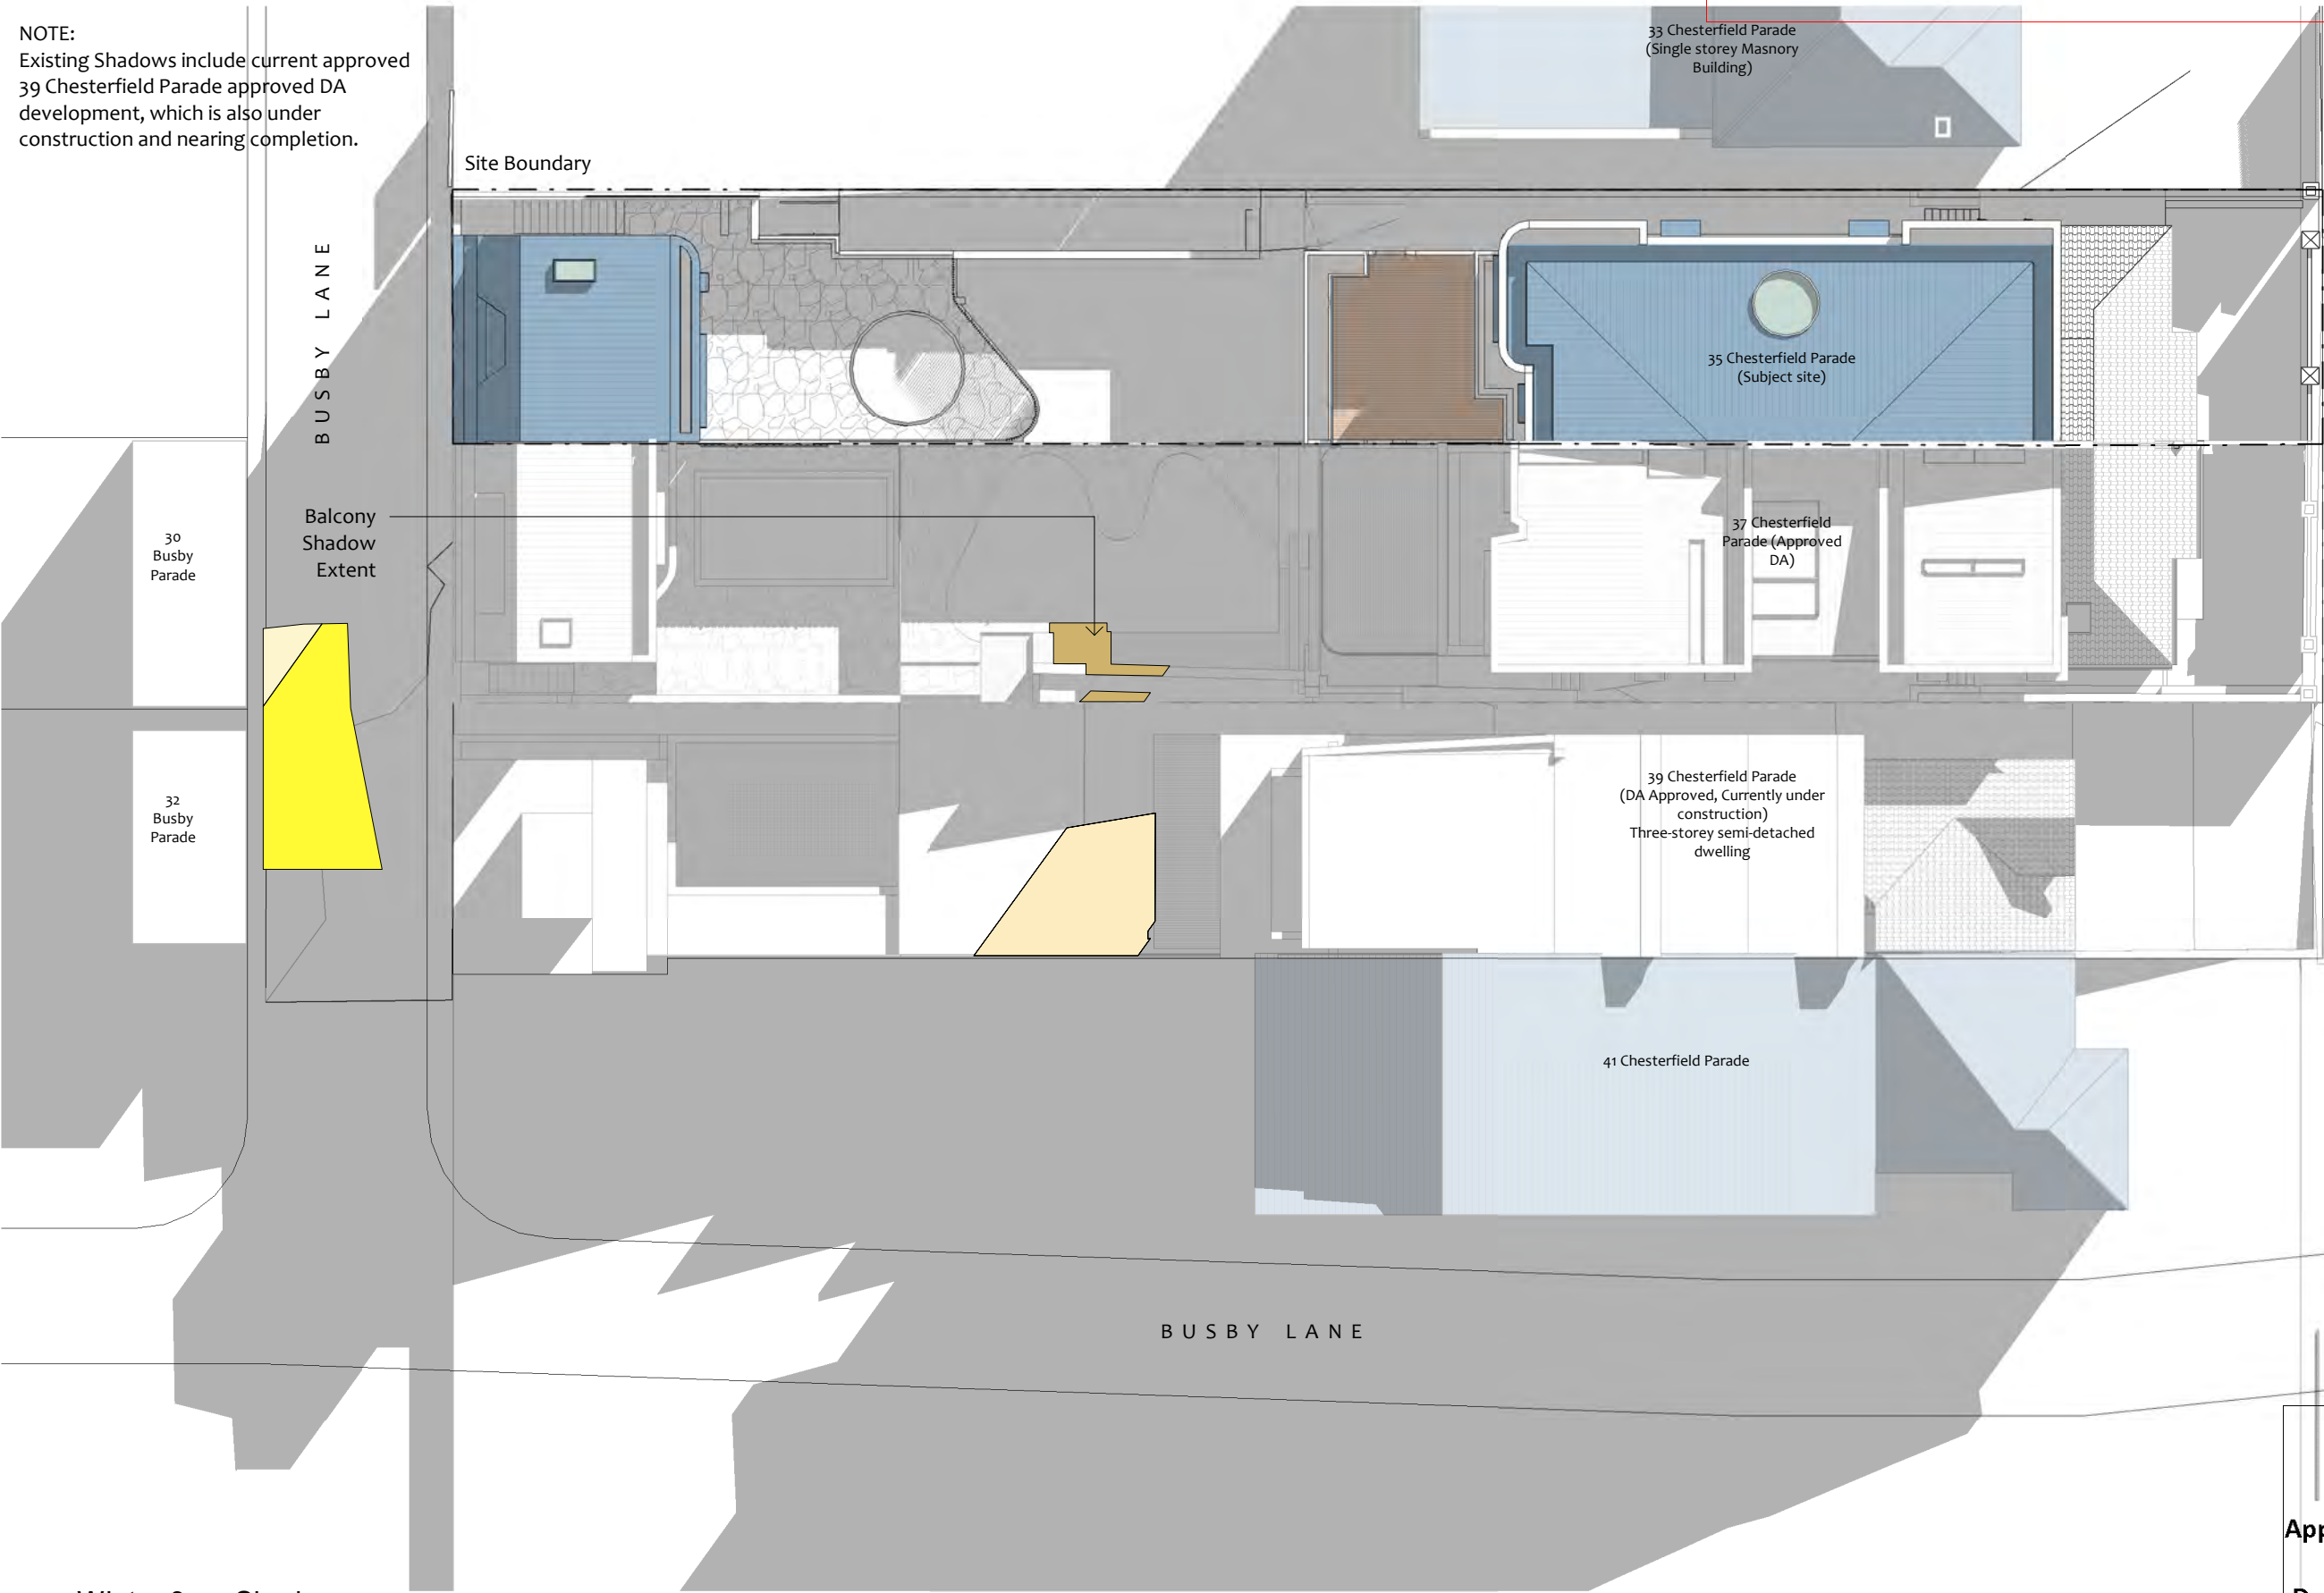 NOTE:
Existing Shadows include current approved
39 Chesterfield Parade approved DA
development, which is also under
construction and nearing completion.
33 Chesterfield Parade
(Single storey Masnory
Building)
Site Boundary
BUSBY LANE
35 Chesterfield Parade
(Subject site)
Balcony
Shadow
Extent
30
Busby
Parade
37 Chesterfield
Parade (Approved
DA)
32
Busby
Parade
39 Chesterfield Parade
(DA Approved, Currently under
construction)
Three-storey semi-detached
dwelling
41 Chesterfield Parade
BUSBY LANE
App